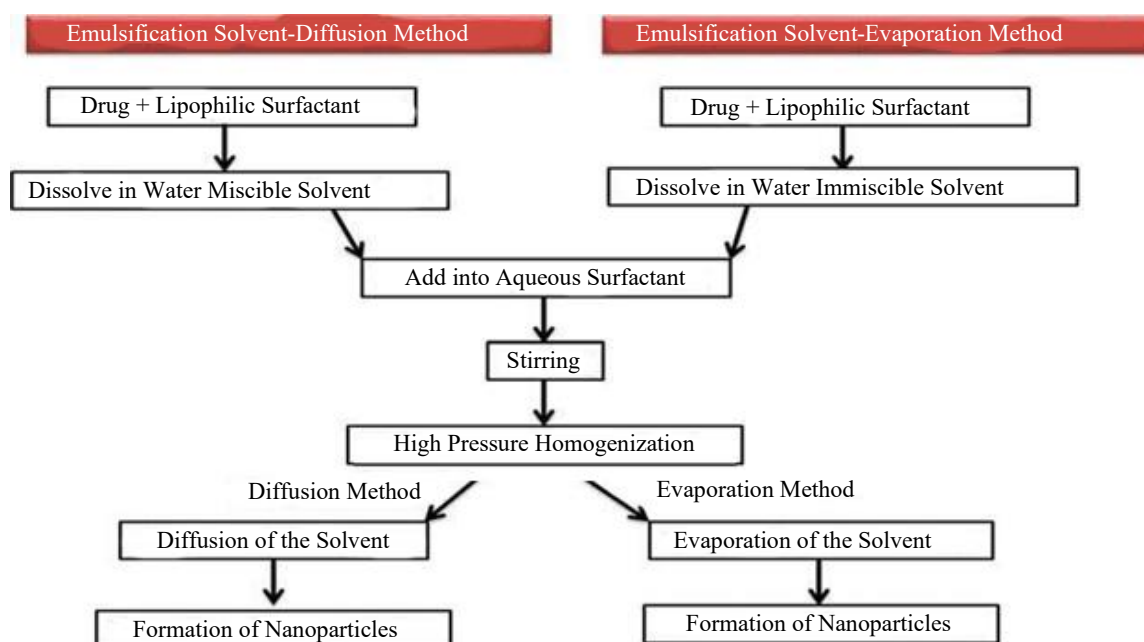 Emulsification Solvent-Diffusion Method
Emulsification Solvent-Evaporation Method
Drug + Lipophilic Surfactant
Drug + Lipophilic Surfactant
Dissolve in Water Miscible Solvent
Dissolve in Water Immiscible Solvent
Add into Aqueous Surfactant
Stirring
High Pressure Homogenization
Diffusion Method
Evaporation Method
Diffusion of the Solvent
Evaporation of the Solvent
Formation of Nanoparticles
Formation of Nanoparticles